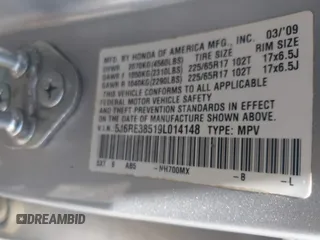 BY HONDA OF AMERICA MFG., INC. 03/'09
GVWR 2070KG(4560LBS) TIRE SIZE RIM SIZE
GAWR F 1050KG(2310LBS) 225/65R17 102T 17x6.5J
GAWR R 1040KG(2290LBS) 225/65R17 102T 17x6.5J
THIS VEHICLE CONFORMS TO ALL APPLICABLE
FEDERAL MOTOR VEHICLE SAFETY AND
THEFT PREVENTION STANDARDS IN EFFECT ON THE
DATE OF MANUFACTURE SHOWN ABOVE.
V.I.N. 5J6RE38519L014148 TYPE: MPV
NH700MX -B -L
DREAMBID